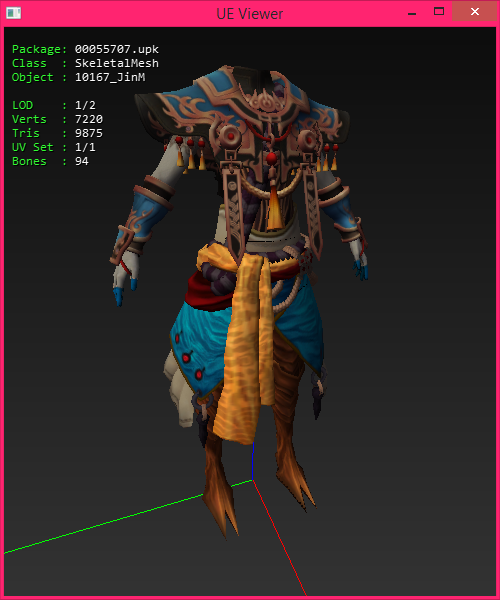 UE Viewer
Package: 00055707.upk
Class : SkeletalMesh
Object : 10167_JinM
LOD : 1/2
Verts : 7220
Tris : 9875
UV Set : 1/1
Bones : 94